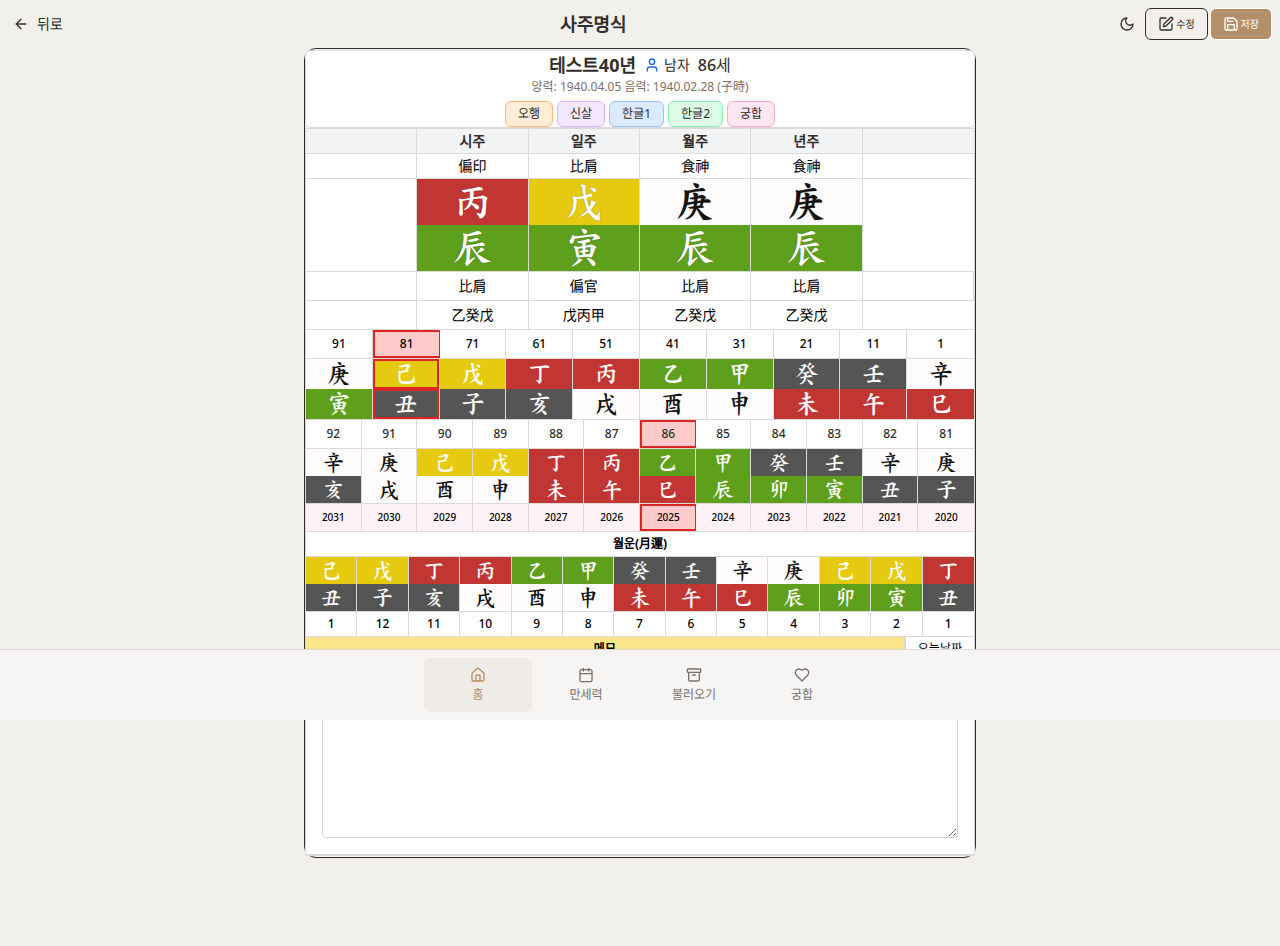 뒤로 사주명식 수정 저장
테스트40년 남자 86세
양력: 1940.04.05 음력: 1940.02.28 (子時)
오행 신살 한글1 한글2 궁합
시주 일주 월주 년주
偏印 比肩 食神 食神
丙 戊 庚 庚
辰 寅 辰 辰
比肩 偏官 比肩 比肩
乙癸戊 戊丙甲 乙癸戊 乙癸戊
91 81 71 61 51 41 31 21 11 1
庚 己 戊 丁 丙 乙 甲 癸 壬 辛
寅 丑 子 亥 戌 酉 申 未 午 巳
92 91 90 89 88 87 86 85 84 83 82 81
辛 庚 己 戊 丁 丙 乙 甲 癸 壬 辛 庚
亥 戌 酉 申 未 午 巳 辰 卯 寅 丑 子
2031 2030 2029 2028 2027 2026 2025 2024 2023 2022 2021 2020
월운(月運)
己 戊 丁 丙 乙 甲 癸 壬 辛 庚 己 戊 丁
丑 子 亥 戌 酉 申 未 午 巳 辰 卯 寅 丑
1 12 11 10 9 8 7 6 5 4 3 2 1
메모 오늘날짜
홈 만세력 불러오기 궁합